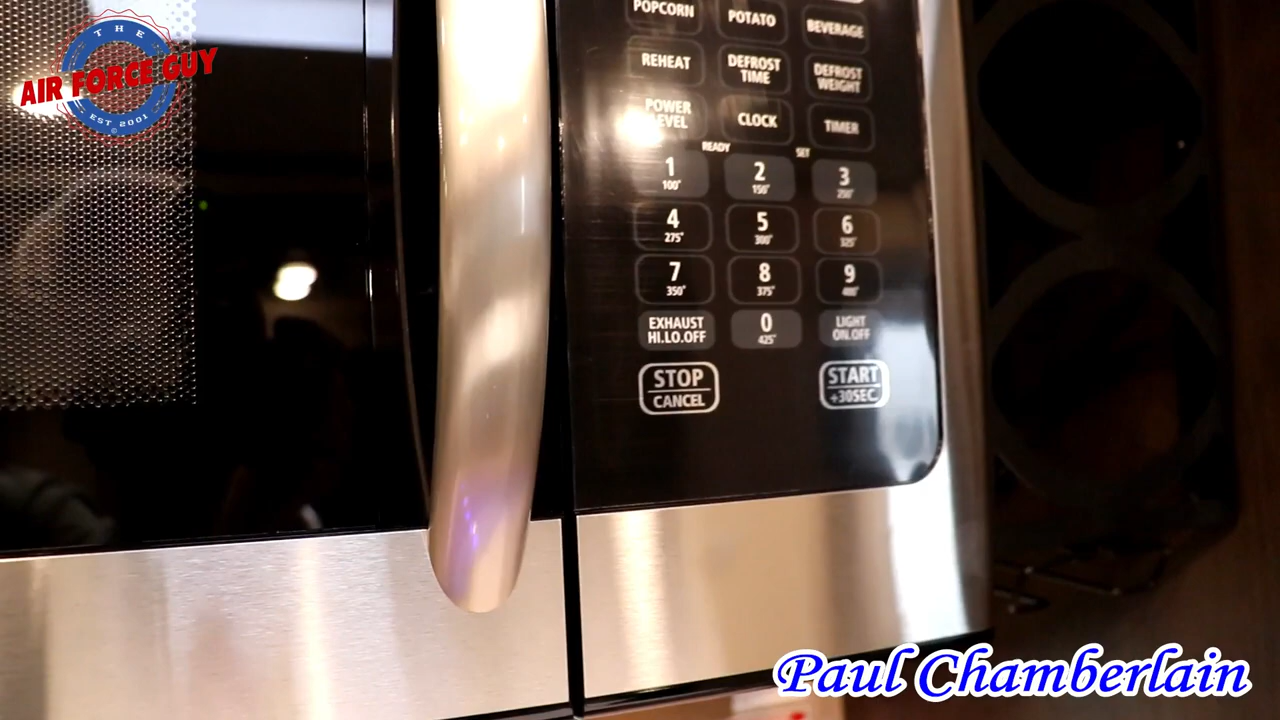 THE
AIR FORCE GUY
EST 2001
©
POPCORN
POTATO
BEVERAGE
REHEAT
DEFROST
TIME
DEFROST
WEIGHT
POWER
LEVEL
CLOCK
TIMER
READY
SET
1
100°
2
150°
3
250°
4
275°
5
300°
6
325°
7
350°
8
375°
9
400°
EXHAUST
HI.LO.OFF
0
425°
LIGHT
ON.OFF
STOP
CANCEL
START
+30SEC.
Paul Chamberlain